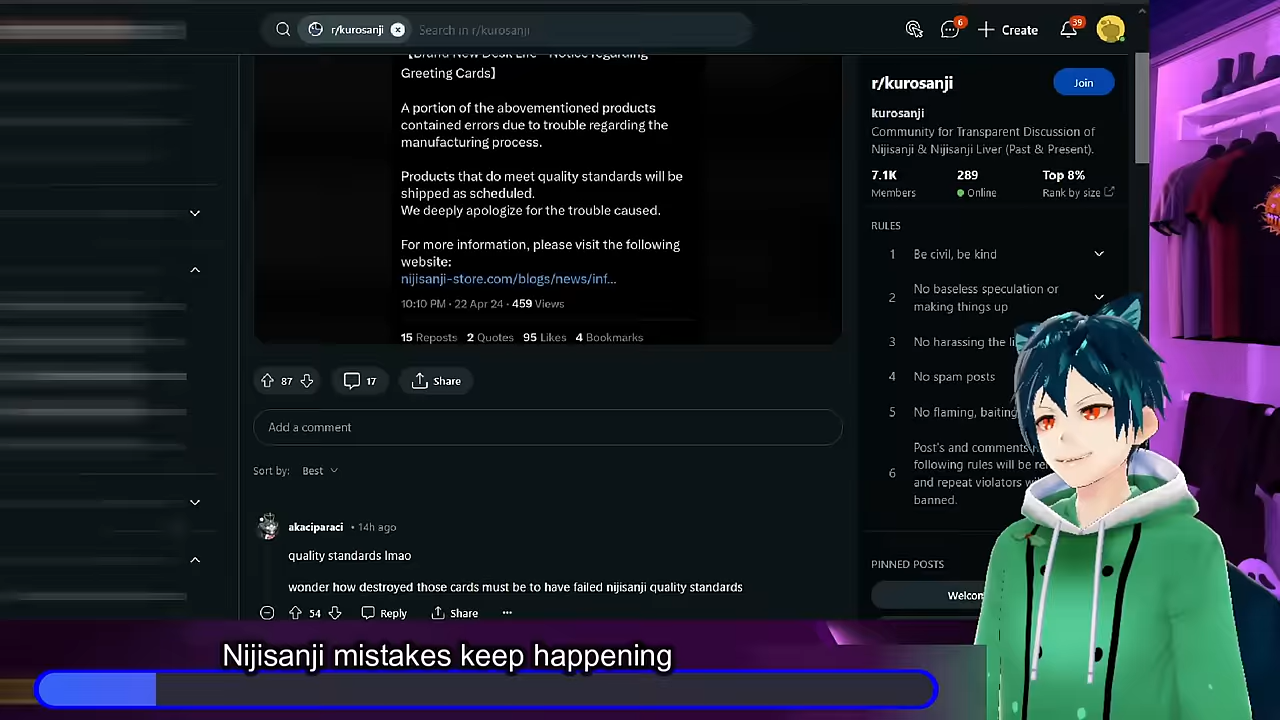 r/kurosanji
Search in r/kurosanji
6
Create
39
【Brand New Desk Life - Notice regarding
Greeting Cards】
A portion of the abovementioned products
contained errors due to trouble regarding the
manufacturing process.
Products that do meet quality standards will be
shipped as scheduled.
We deeply apologize for the trouble caused.
For more information, please visit the following
website:
nijisanji-store.com/blogs/news/inf...
10:10 PM · 22 Apr 24 · 459 Views
15 Reposts 2 Quotes 95 Likes 4 Bookmarks
87
17
Share
Add a comment
Sort by: Best
akaciparaci • 14h ago
quality standards lmao
wonder how destroyed those cards must be to have failed nijisanji quality standards
54
Reply
Share
...
r/kurosanji
Join
kurosanji
Community for Transparent Discussion of
Nijisanji & Nijisanji Liver (Past & Present).
7.1K 289 Top 8%
Members Online Rank by size
RULES
1 Be civil, be kind
2 No baseless speculation or
making things up
3 No harassing the
4 No spam posts
5 No flaming, baiting
6 Post's and comments
following rules will be
and repeat violators
banned.
PINNED POSTS
Nijisanji mistakes keep happening